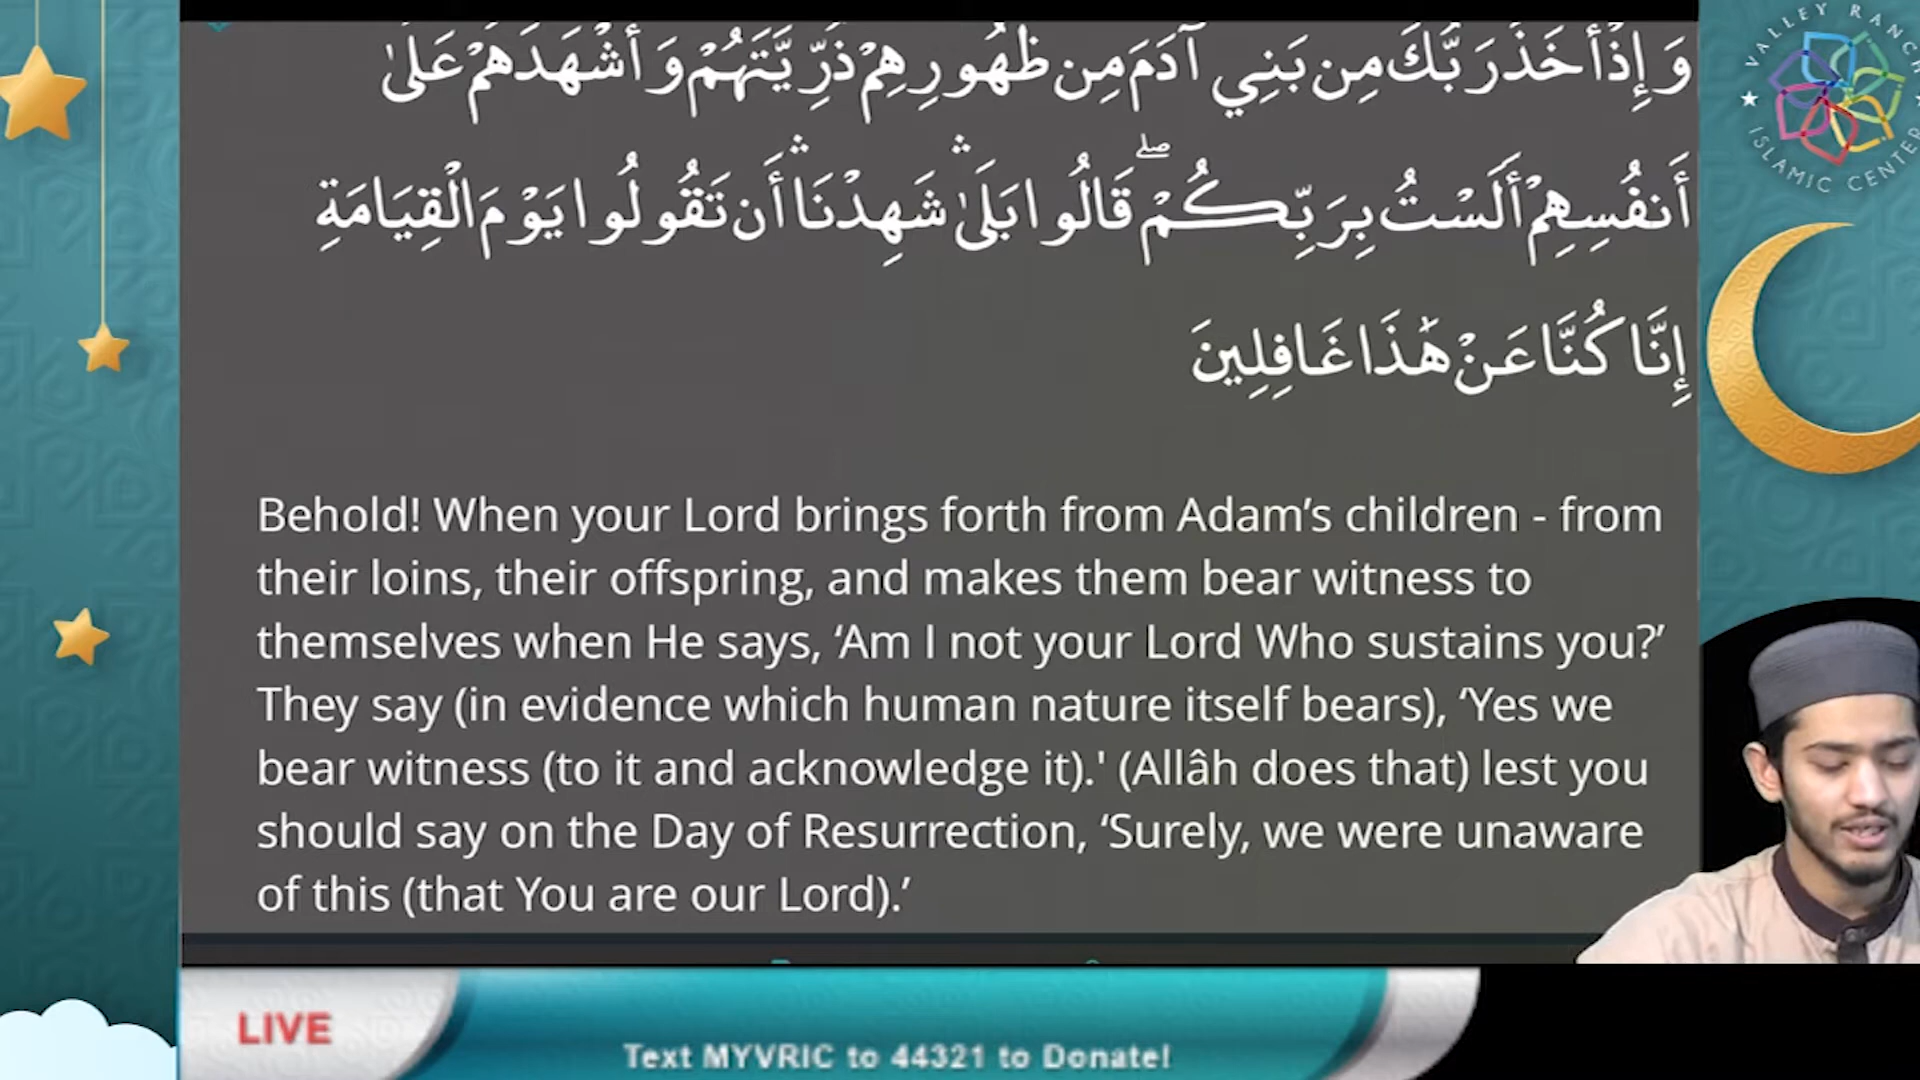 وَإِذْ أَخَذَ رَبُّكَ مِن بَنِي آدَمَ مِن ظُهُورِهِمْ ذُرِّيَّتَهُمْ وَأَشْهَدَهُمْ عَلَىٰ
أَنفُسِهِمْ أَلَسْتُ بِرَبِّكُمْ ۖ قَالُوا بَلَىٰ ۛ شَهِدْنَا ۛ أَن تَقُولُوا يَوْمَ الْقِيَامَةِ
إِنَّا كُنَّا عَنْ هَٰذَا غَافِلِينَ
Behold! When your Lord brings forth from Adam’s children - from
their loins, their offspring, and makes them bear witness to
themselves when He says, ‘Am I not your Lord Who sustains you?’
They say (in evidence which human nature itself bears), ‘Yes we
bear witness (to it and acknowledge it).' (Allâh does that) lest you
should say on the Day of Resurrection, ‘Surely, we were unaware
of this (that You are our Lord).’
VALLEY RANCH
ISLAMIC CENTER
LIVE
Text MYVRIC to 44321 to Donate!